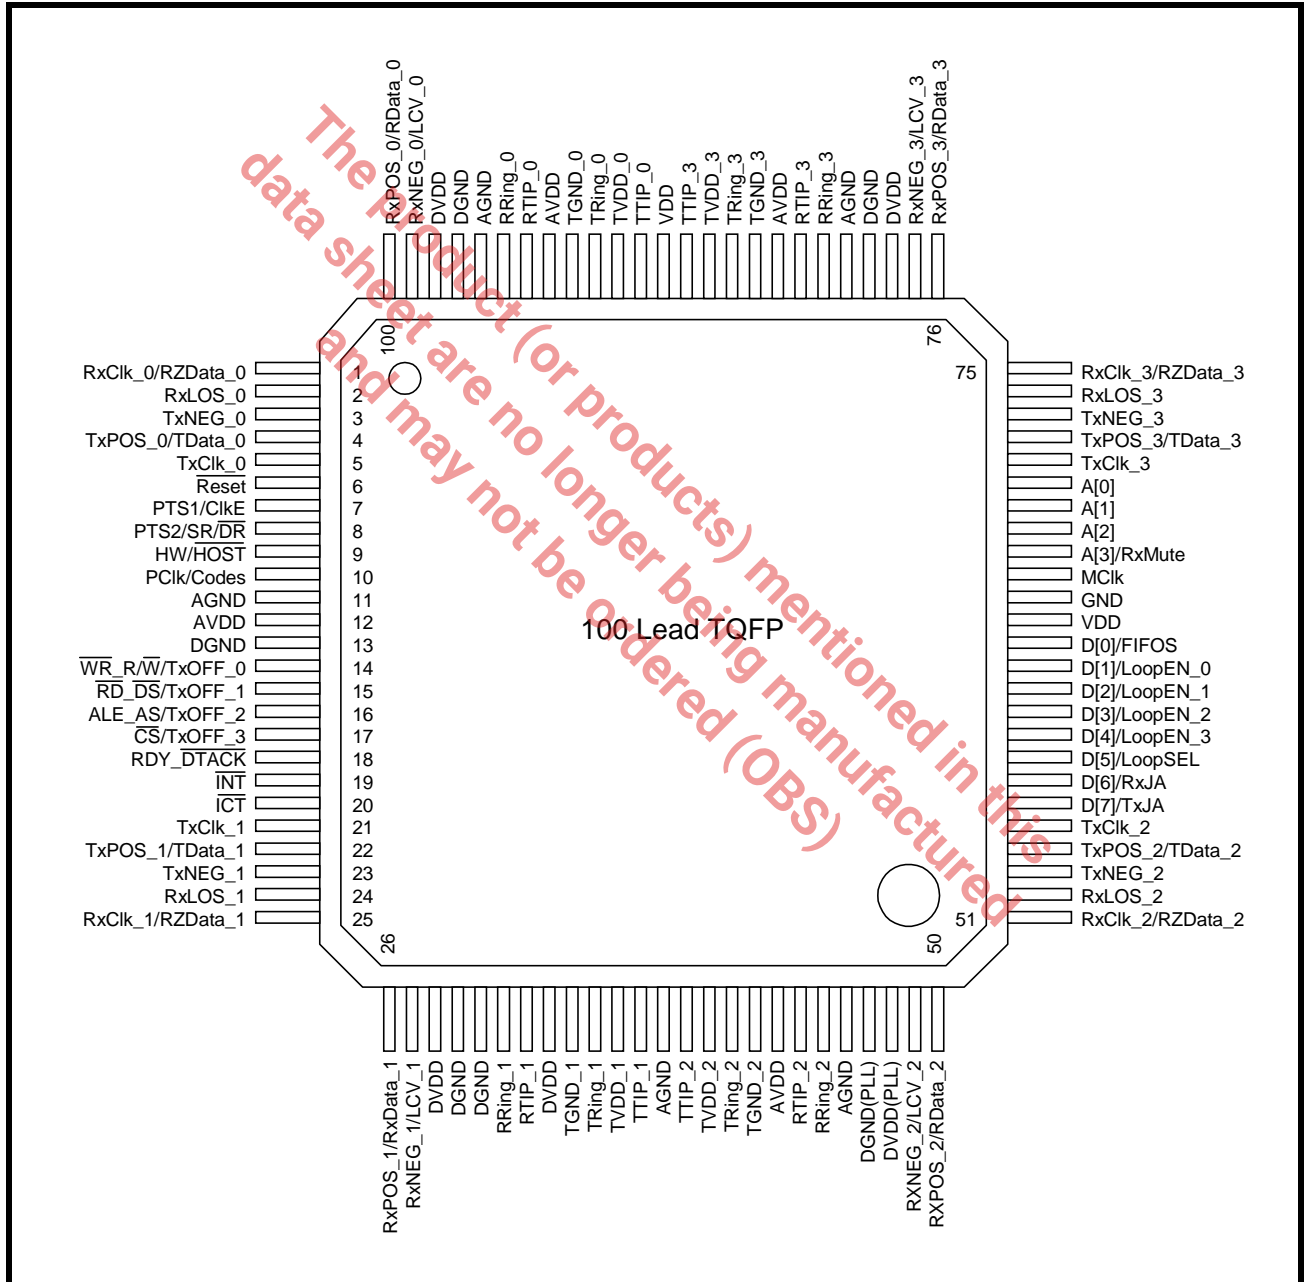 RxPOS_0/RData_0
RxNEG_0/LCV_0
DVDD
DGND
AGND
RRing_0
RTIP_0
AVDD
TGND_0
TRing_0
TVDD_0
TTIP_0
VDD
TTIP_3
TVDD_3
TRing_3
TGND_3
AVDD
RTIP_3
RRing_3
AGND
DGND
DVDD
RxNEG_3/LCV_3
RxPOS_3/RData_3
100
76
RxClk_0/RZData_0 1
RxLOS_0 2
TxNEG_0 3
TxPOS_0/TData_0 4
TxClk_0 5
Reset 6
PTS1/ClkE 7
PTS2/SR/DR 8
HW/HOST 9
PClk/Codes 10
AGND 11
AVDD 12
DGND 13
WR_R/W/TxOFF_0 14
RD_DS/TxOFF_1 15
ALE_AS/TxOFF_2 16
CS/TxOFF_3 17
RDY_DTACK 18
INT 19
ICT 20
TxClk_1 21
TxPOS_1/TData_1 22
TxNEG_1 23
RxLOS_1 24
RxClk_1/RZData_1 25
100 Lead TQFP
The product (or products) mentioned in this
data sheet are no longer being manufactured
and may not be ordered (OBS)
75 RxClk_3/RZData_3
RxLOS_3
TxNEG_3
TxPOS_3/TData_3
TxClk_3
A[0]
A[1]
A[2]
A[3]/RxMute
MClk
GND
VDD
D[0]/FIFOS
D[1]/LoopEN_0
D[2]/LoopEN_1
D[3]/LoopEN_2
D[4]/LoopEN_3
D[5]/LoopSEL
D[6]/RxJA
D[7]/TxJA
TxClk_2
TxPOS_2/TData_2
TxNEG_2
RxLOS_2
51 RxClk_2/RZData_2
26
50
RxPOS_1/RxData_1
RxNEG_1/LCV_1
DVDD
DGND
DGND
RRing_1
RTIP_1
DVDD
TGND_1
TRing_1
TVDD_1
TTIP_1
AGND
TTIP_2
TVDD_2
TRing_2
TGND_2
AVDD
RTIP_2
RRing_2
AGND
DGND(PLL)
DVDD(PLL)
RXNEG_2/LCV_2
RXPOS_2/RData_2